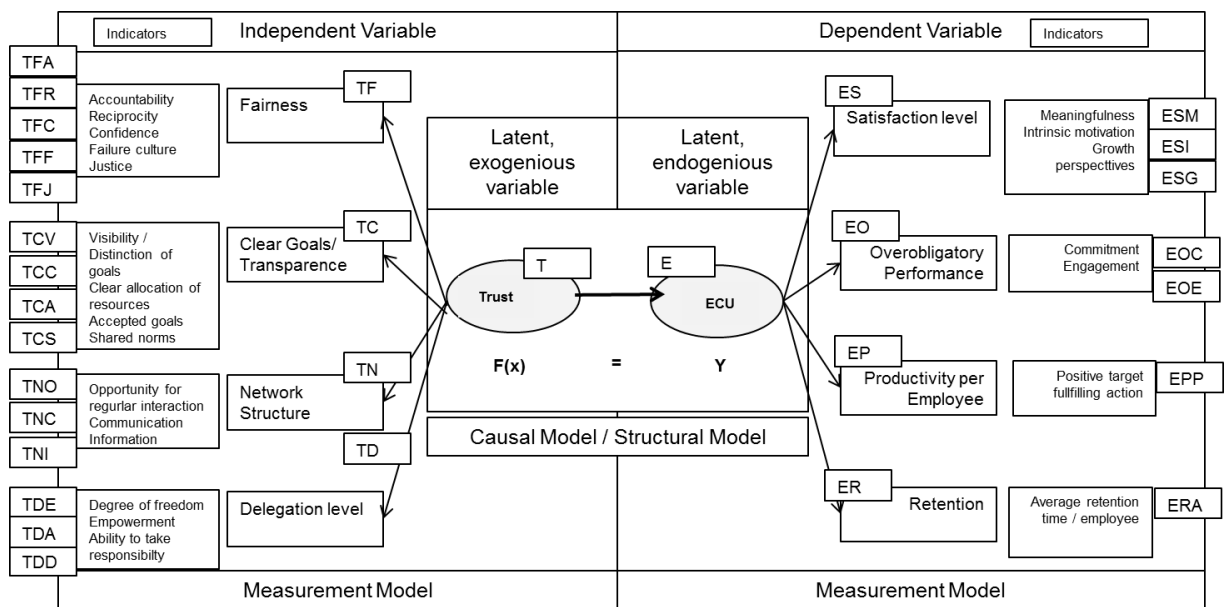 Indicators
Independent Variable
Dependent Variable
Indicators
TFA
TFR
TFC
TFF
TFJ
Accountability
Reciprocity
Confidence
Failure culture
Justice
Fairness
TF
TCV
TCC
TCA
TCS
Visibility /
Distinction of
goals
Clear allocation of
resources
Accepted goals
Shared norms
Clear Goals/
Transparence
TC
TNO
TNC
TNI
Opportunity for
regurlar interaction
Communication
Information
Network
Structure
TN
TDE
TDA
TDD
Degree of freedom
Empowerment
Ability to take
responsibilty
Delegation level
TD
Latent,
exogenious
variable
Latent,
endogenious
variable
T
Trust
E
ECU
F(x) = Y
Causal Model / Structural Model
ES
Satisfaction level
Meaningfulness
Intrinsic motivation
Growth
perspecttives
ESM
ESI
ESG
EO
Overobligatory
Performance
Commitment
Engagement
EOC
EOE
EP
Productivity per
Employee
Positive target
fullfilling action
EPP
ER
Retention
Average retention
time / employee
ERA
Measurement Model
Measurement Model